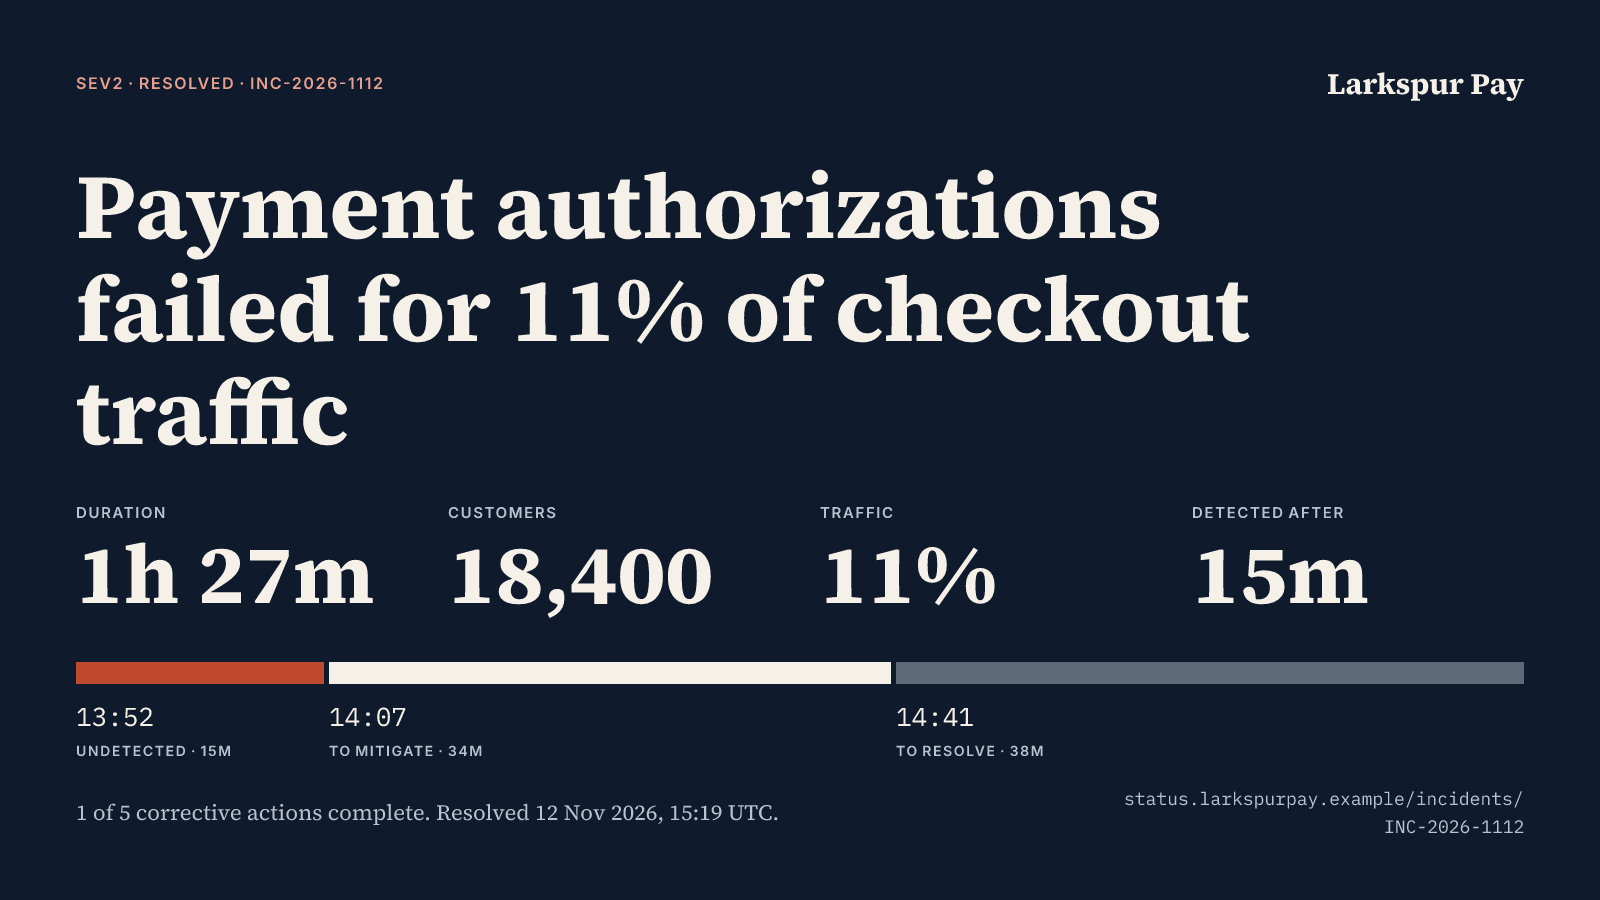 SEV2 · RESOLVED · INC-2026-1112
Larkspur Pay
Payment authorizations
failed for 11% of checkout
traffic
DURATION
1h 27m
CUSTOMERS
18,400
TRAFFIC
11%
DETECTED AFTER
15m
13:52
UNDETECTED · 15M
14:07
TO MITIGATE · 34M
14:41
TO RESOLVE · 38M
1 of 5 corrective actions complete. Resolved 12 Nov 2026, 15:19 UTC.
status.larkspurpay.example/incidents/
INC-2026-1112